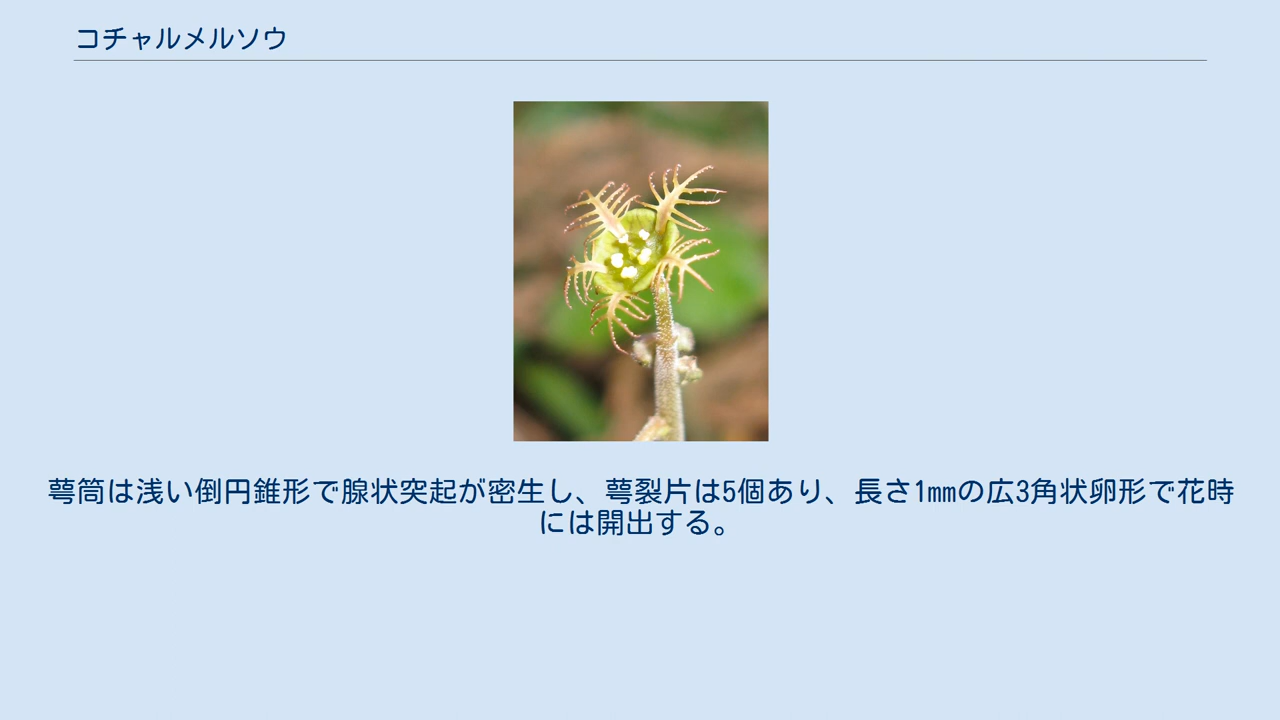 コチャルメルソウ
萼筒は浅い倒円錐形で腺状突起が密生し、萼裂片は5個あり、長さ1mmの広3角状卵形で花時
には開出する。